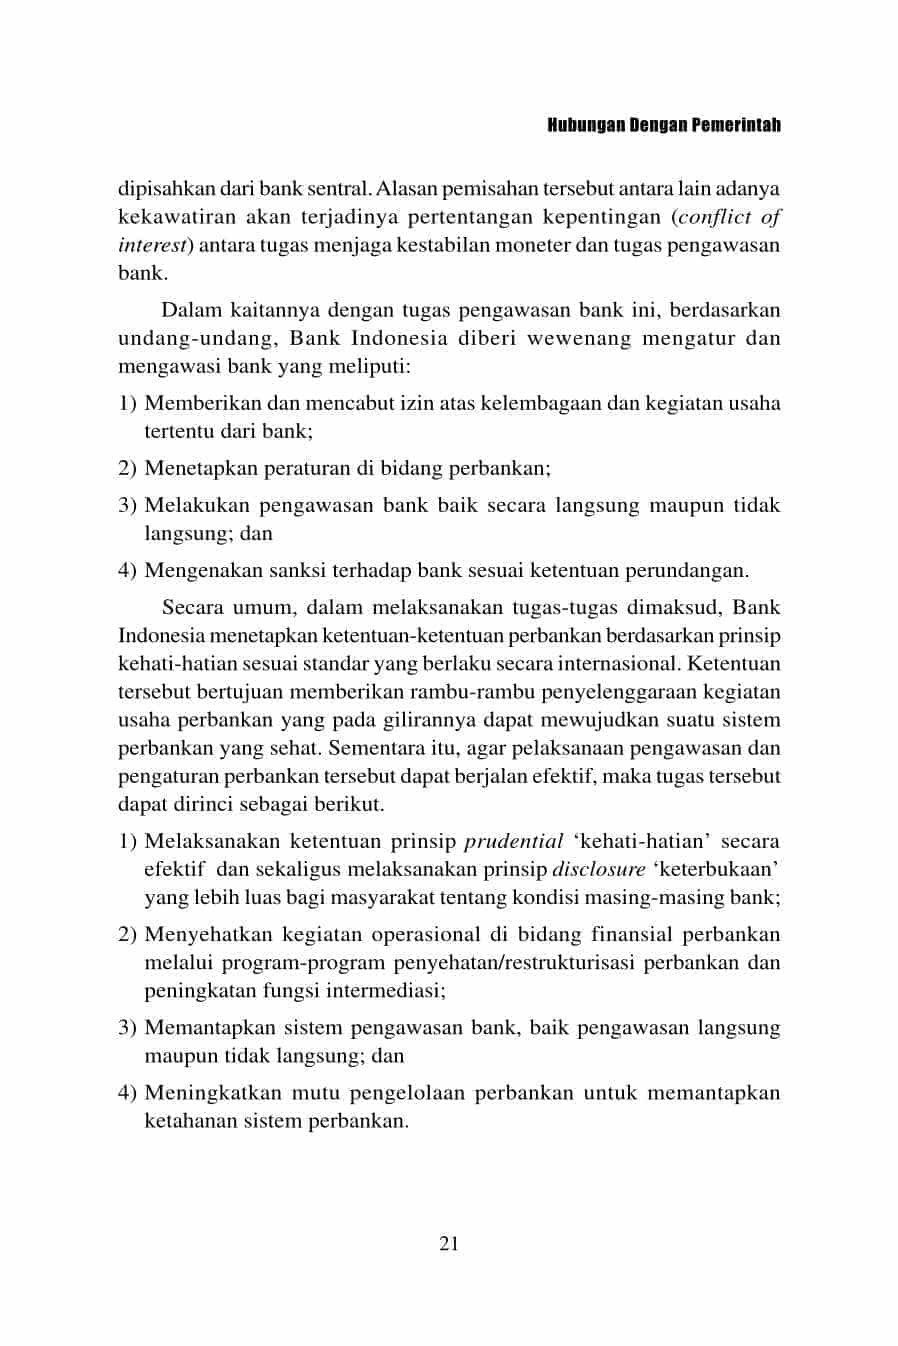 Hubungan Dengan Pemerintah
dipisahkan dari bank sentral. Alasan pemisahan tersebut antara lain adanya
kekawatiran akan terjadinya pertentangan kepentingan (conflict of
interest) antara tugas menjaga kestabilan moneter dan tugas pengawasan
bank.
Dalam kaitannya dengan tugas pengawasan bank ini, berdasarkan
undang-undang, Bank Indonesia diberi wewenang mengatur dan
mengawasi bank yang meliputi:
1) Memberikan dan mencabut izin atas kelembagaan dan kegiatan usaha
tertentu dari bank;
2) Menetapkan peraturan di bidang perbankan;
3) Melakukan pengawasan bank baik secara langsung maupun tidak
langsung; dan
4) Mengenakan sanksi terhadap bank sesuai ketentuan perundangan.
Secara umum, dalam melaksanakan tugas-tugas dimaksud, Bank
Indonesia menetapkan ketentuan-ketentuan perbankan berdasarkan prinsip
kehati-hatian sesuai standar yang berlaku secara internasional. Ketentuan
tersebut bertujuan memberikan rambu-rambu penyelenggaraan kegiatan
usaha perbankan yang pada gilirannya dapat mewujudkan suatu sistem
perbankan yang sehat. Sementara itu, agar pelaksanaan pengawasan dan
pengaturan perbankan tersebut dapat berjalan efektif, maka tugas tersebut
dapat dirinci sebagai berikut.
1) Melaksanakan ketentuan prinsip prudential ‘kehati-hatian’ secara
efektif dan sekaligus melaksanakan prinsip disclosure ‘keterbukaan’
yang lebih luas bagi masyarakat tentang kondisi masing-masing bank;
2) Menyehatkan kegiatan operasional di bidang finansial perbankan
melalui program-program penyehatan/restrukturisasi perbankan dan
peningkatan fungsi intermediasi;
3) Memantapkan sistem pengawasan bank, baik pengawasan langsung
maupun tidak langsung; dan
4) Meningkatkan mutu pengelolaan perbankan untuk memantapkan
ketahanan sistem perbankan.
21